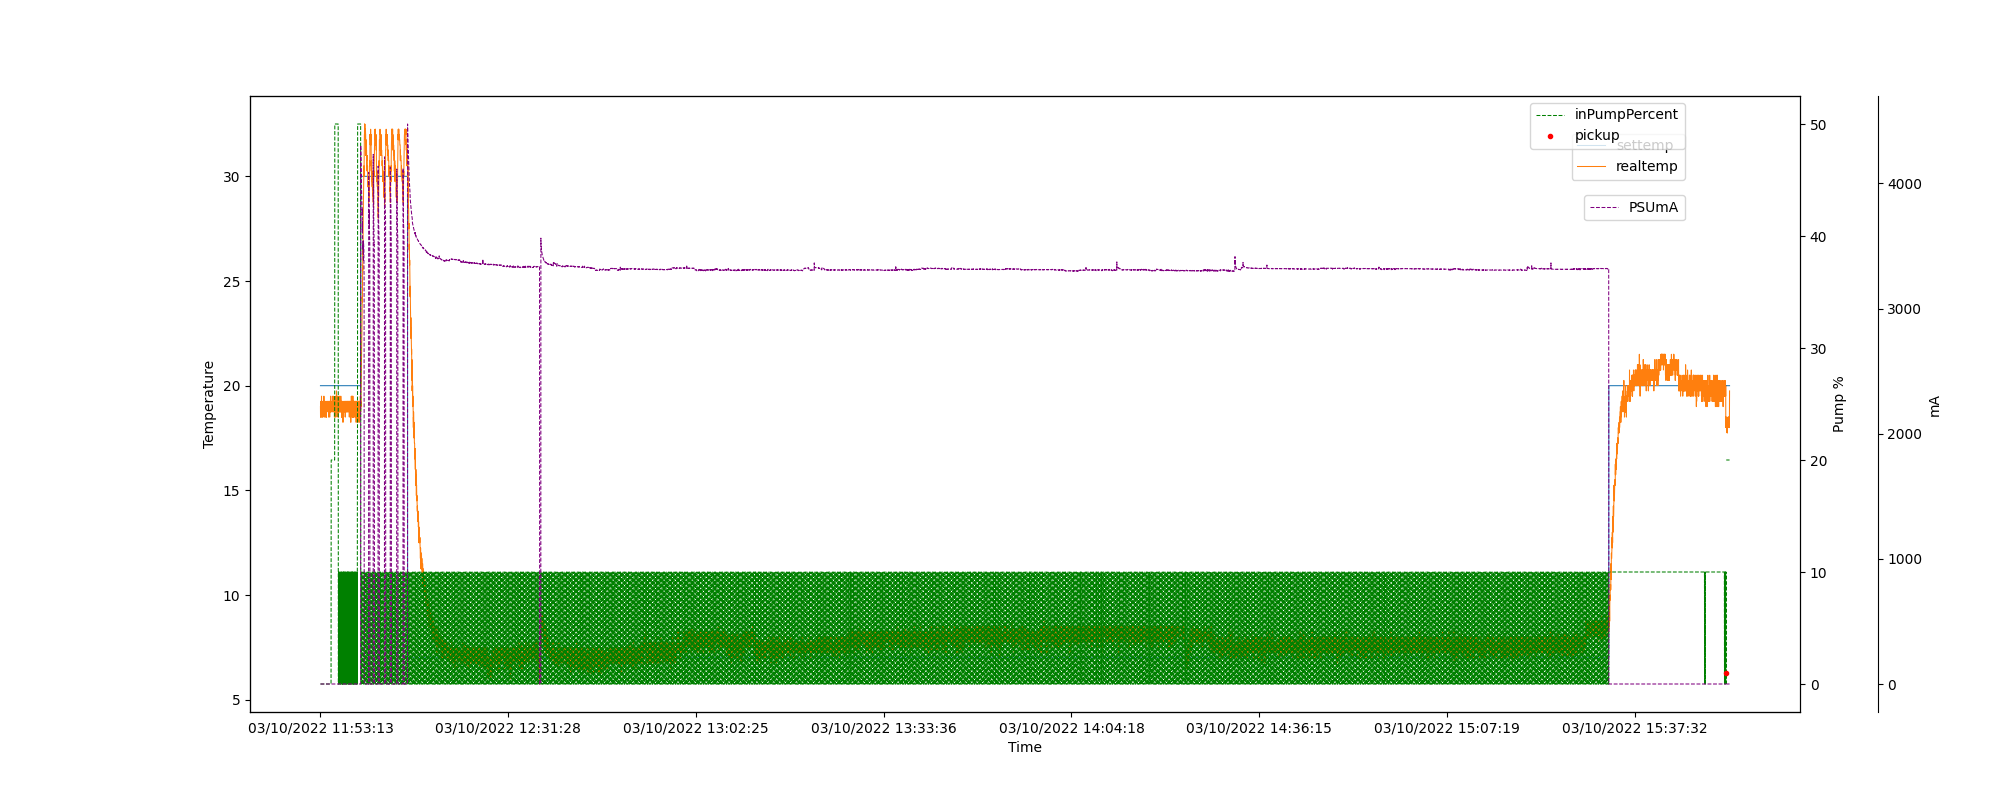 inPumpPercent
pickup
settemp
realtemp
PSUmA
30
25
20
15
10
5
Temperature
50
40
30
20
10
0
Pump %
4000
3000
2000
1000
0
mA
03/10/2022 11:53:13
03/10/2022 12:31:28
03/10/2022 13:02:25
03/10/2022 13:33:36
03/10/2022 14:04:18
03/10/2022 14:36:15
03/10/2022 15:07:19
03/10/2022 15:37:32
Time